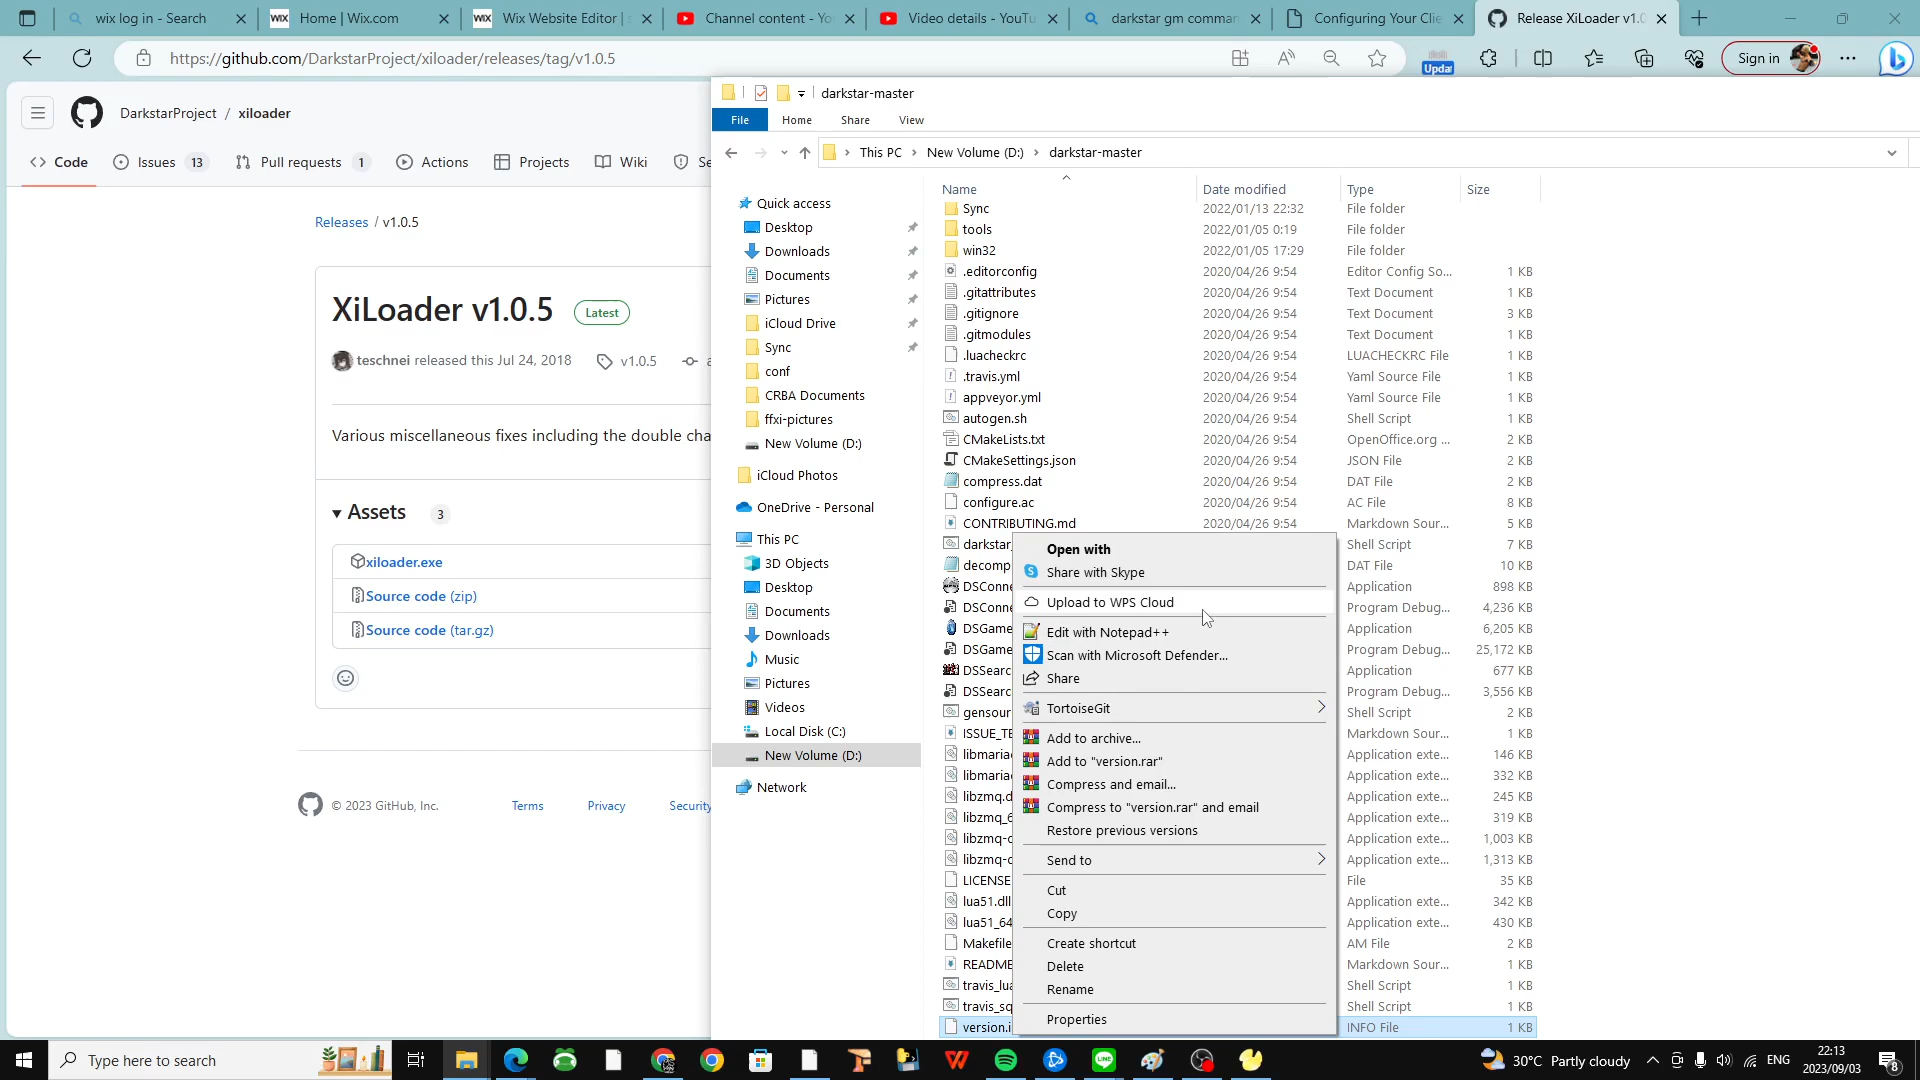 wix log in - Search
Home | Wix.com
Wix Website Editor |
Channel content - Yo
Video details - YouTu
darkstar gm comman
Configuring Your Clie
Release XiLoader v1.0
https://github.com/DarkstarProject/xiloader/releases/tag/v1.0.5
Updat
Sign in
DarkstarProject / xiloader
Code
Issues 13
Pull requests 1
Actions
Projects
Wiki
Se
Releases / v1.0.5
XiLoader v1.0.5 Latest
teschnei released this Jul 24, 2018
v1.0.5
Various miscellaneous fixes including the double cha
Assets 3
xiloader.exe
Source code (zip)
Source code (tar.gz)
© 2023 GitHub, Inc.
Terms
Privacy
Security
darkstar-master
File
Home
Share
View
This PC > New Volume (D:) > darkstar-master
Quick access
Desktop
Downloads
Documents
Pictures
iCloud Drive
Sync
conf
CRBA Documents
ffxi-pictures
New Volume (D:)
iCloud Photos
OneDrive - Personal
This PC
3D Objects
Desktop
Documents
Downloads
Music
Pictures
Videos
Local Disk (C:)
New Volume (D:)
Network
Name Date modified Type Size
Sync 2022/01/13 22:32 File folder
tools 2022/01/05 0:19 File folder
win32 2022/01/05 17:29 File folder
.editorconfig 2020/04/26 9:54 Editor Config So... 1 KB
.gitattributes 2020/04/26 9:54 Text Document 1 KB
.gitignore 2020/04/26 9:54 Text Document 3 KB
.gitmodules 2020/04/26 9:54 Text Document 1 KB
.luacheckrc 2020/04/26 9:54 LUACHECKRC File 1 KB
.travis.yml 2020/04/26 9:54 Yaml Source File 1 KB
appveyor.yml 2020/04/26 9:54 Yaml Source File 1 KB
autogen.sh 2020/04/26 9:54 Shell Script 1 KB
CMakeLists.txt 2020/04/26 9:54 OpenOffice.org ... 2 KB
CMakeSettings.json 2020/04/26 9:54 JSON File 2 KB
compress.dat 2020/04/26 9:54 DAT File 2 KB
configure.ac 2020/04/26 9:54 AC File 8 KB
CONTRIBUTING.md 2020/04/26 9:54 Markdown Sour... 5 KB
darkstar_ Shell Script 7 KB
decomp DAT File 10 KB
DSConne Application 898 KB
DSConne Program Debug... 4,236 KB
DSGame Application 6,205 KB
DSGame Program Debug... 25,172 KB
DSSearc Application 677 KB
DSSearc Program Debug... 3,556 KB
gensour Shell Script 2 KB
ISSUE_TE Markdown Sour... 1 KB
libmaria Application exte... 146 KB
libmaria Application exte... 332 KB
libzmq.d Application exte... 245 KB
libzmq_6 Application exte... 319 KB
libzmq-c Application exte... 1,003 KB
libzmq-c Application exte... 1,313 KB
LICENSE File 35 KB
lua51.dll Application exte... 342 KB
lua51_64 Application exte... 430 KB
Makefile AM File 2 KB
README Markdown Sour... 1 KB
travis_lua Shell Script 1 KB
travis_sq Shell Script 1 KB
version.i INFO File 1 KB
Open with
Share with Skype
Upload to WPS Cloud
Edit with Notepad++
Scan with Microsoft Defender...
Share
TortoiseGit
Add to archive...
Add to "version.rar"
Compress and email...
Compress to "version.rar" and email
Restore previous versions
Send to
Cut
Copy
Create shortcut
Delete
Rename
Properties
Type here to search
30°C Partly cloudy
ENG
22:13
2023/09/03
8